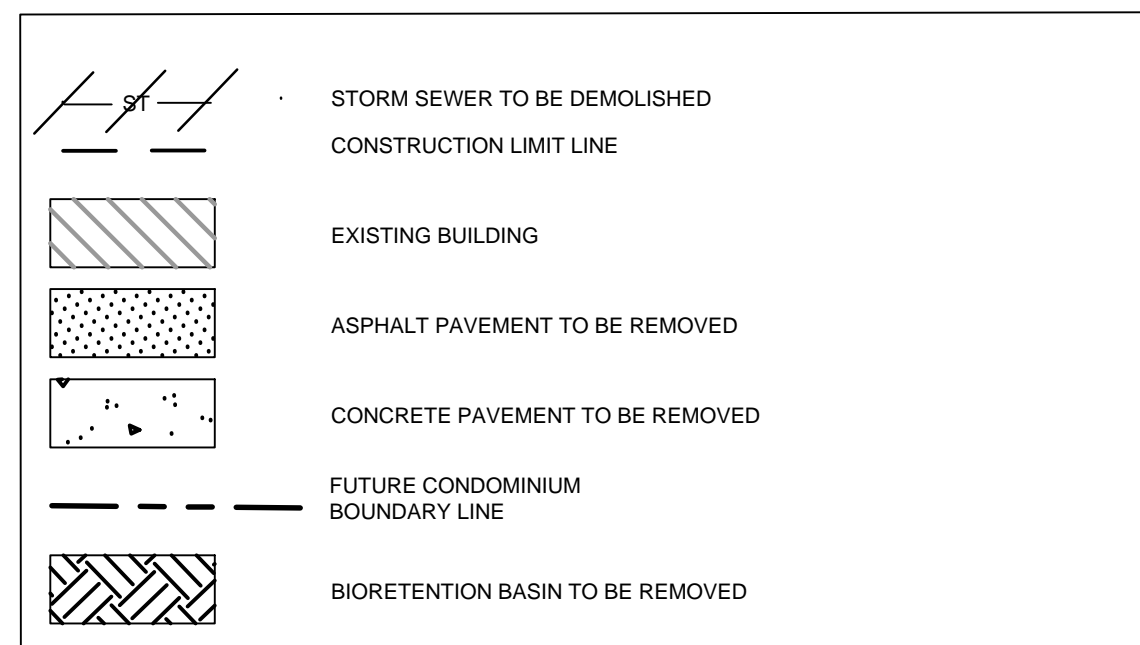 ST
STORM SEWER TO BE DEMOLISHED
CONSTRUCTION LIMIT LINE
EXISTING BUILDING
ASPHALT PAVEMENT TO BE REMOVED
CONCRETE PAVEMENT TO BE REMOVED
FUTURE CONDOMINIUM
BOUNDARY LINE
BIORETENTION BASIN TO BE REMOVED